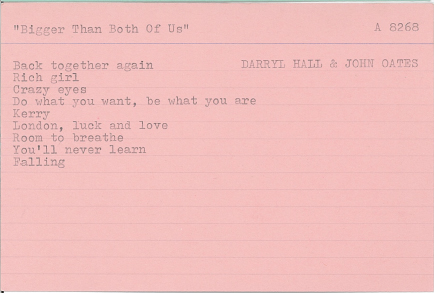 "Bigger Than Both Of Us" A 8268
Back together again DARRYL HALL & JOHN OATES
Rich girl
Crazy eyes
Do what you want, be what you are
Kerry
London, luck and love
Room to breathe
You'll never learn
Falling